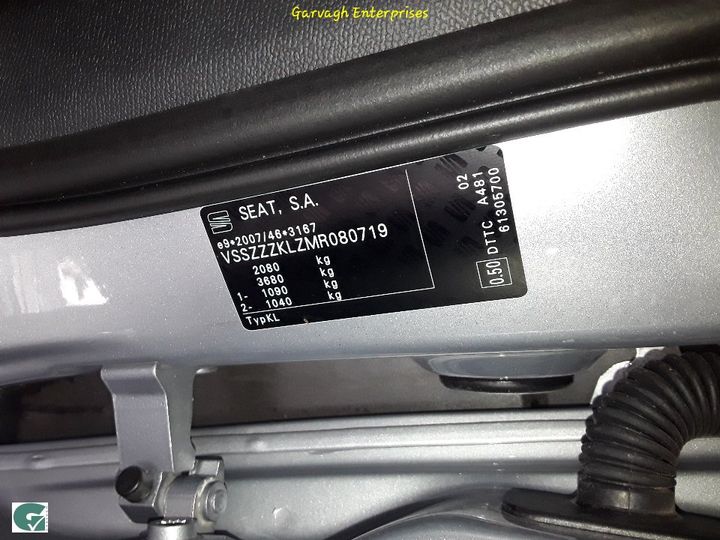 Garvagh Enterprises
SEAT, S.A.
e9*2007/46*3167
VSSZZZKLZMR080719
2080 kg
3680 kg
1- 1090 kg
2- 1040 kg
TypKL
0.50 DTTC A481 02
61305700